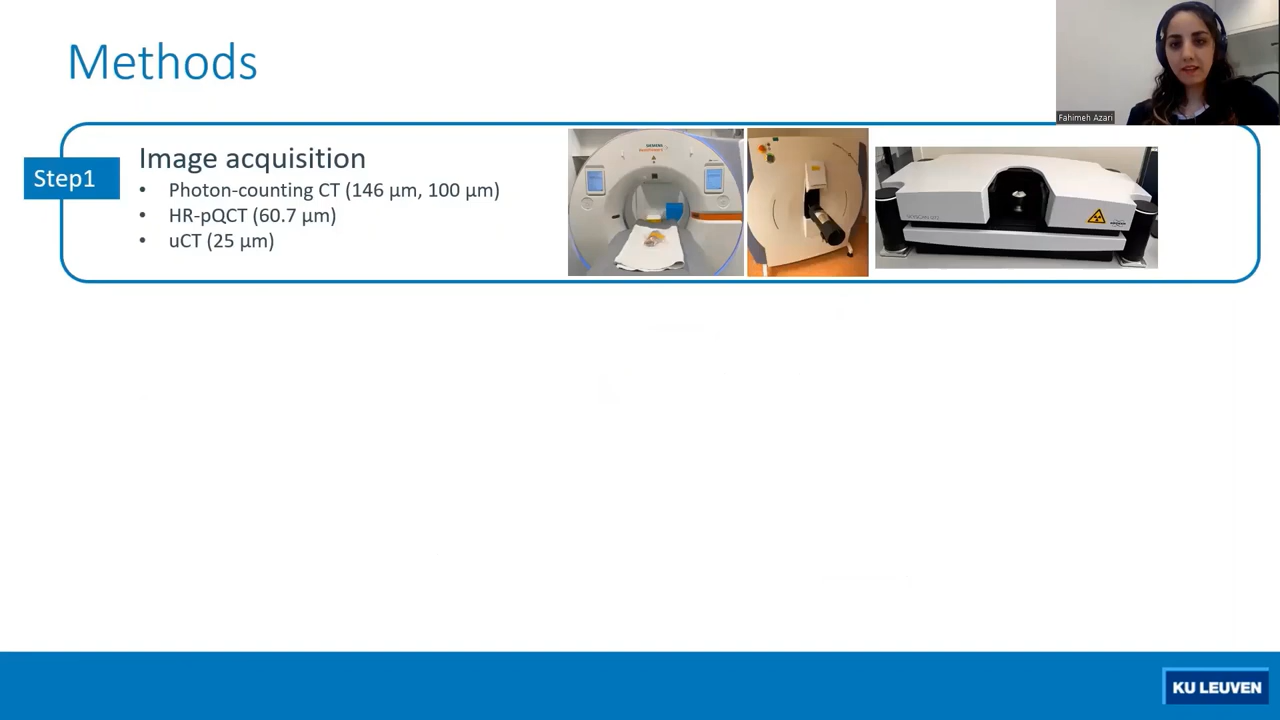 Methods
Fahimeh Azari
Step1
Image acquisition
• Photon-counting CT (146 µm, 100 µm)
• HR-pQCT (60.7 µm)
• uCT (25 µm)
SIEMENS
KU LEUVEN